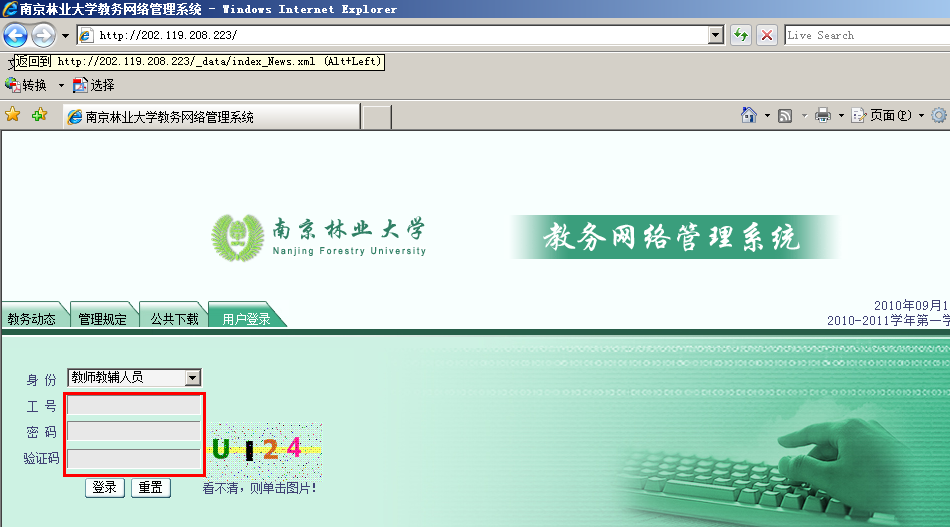 南京林业大学教务网络管理系统 - Windows Internet Explorer
http://202.119.208.223/
Live Search
返回到 http://202.119.208.223/_data/index_News.xml (Alt+Left)
转换 选择
南京林业大学教务网络管理系统
页面(P)
南京林业大学
Nanjing Forestry University
教务网络管理系统
2010年09月1
教务动态 管理规定 公共下载 用户登录
2010-2011学年第一学
身 份 教师教辅人员
工 号
密 码
验证码
U I 2 4
登录 重置
看不清，则单击图片！